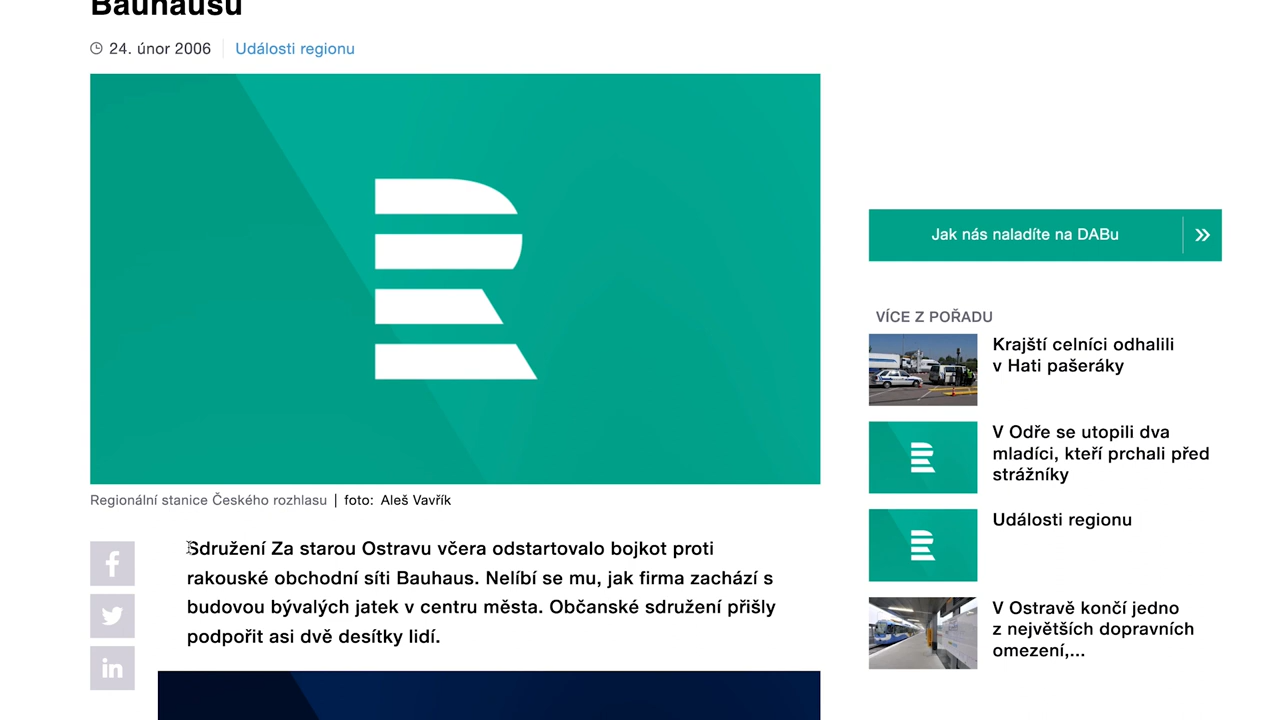 Bauhausu
24. únor 2006
Události regionu
Jak nás naladíte na DABu
VÍCE Z POŘADU
Krajští celníci odhalili
v Hati pašeráky
V Odře se utopili dva
mladíci, kteří prchali před
strážníky
Události regionu
V Ostravě končí jedno
z největších dopravních
omezení,...
Regionální stanice Českého rozhlasu | foto: Aleš Vavřík
Sdružení Za starou Ostravu včera odstartovalo bojkot proti
rakouské obchodní síti Bauhaus. Nelíbí se mu, jak firma zachází s
budovou bývalých jatek v centru města. Občanské sdružení přišly
podpořit asi dvě desítky lidí.